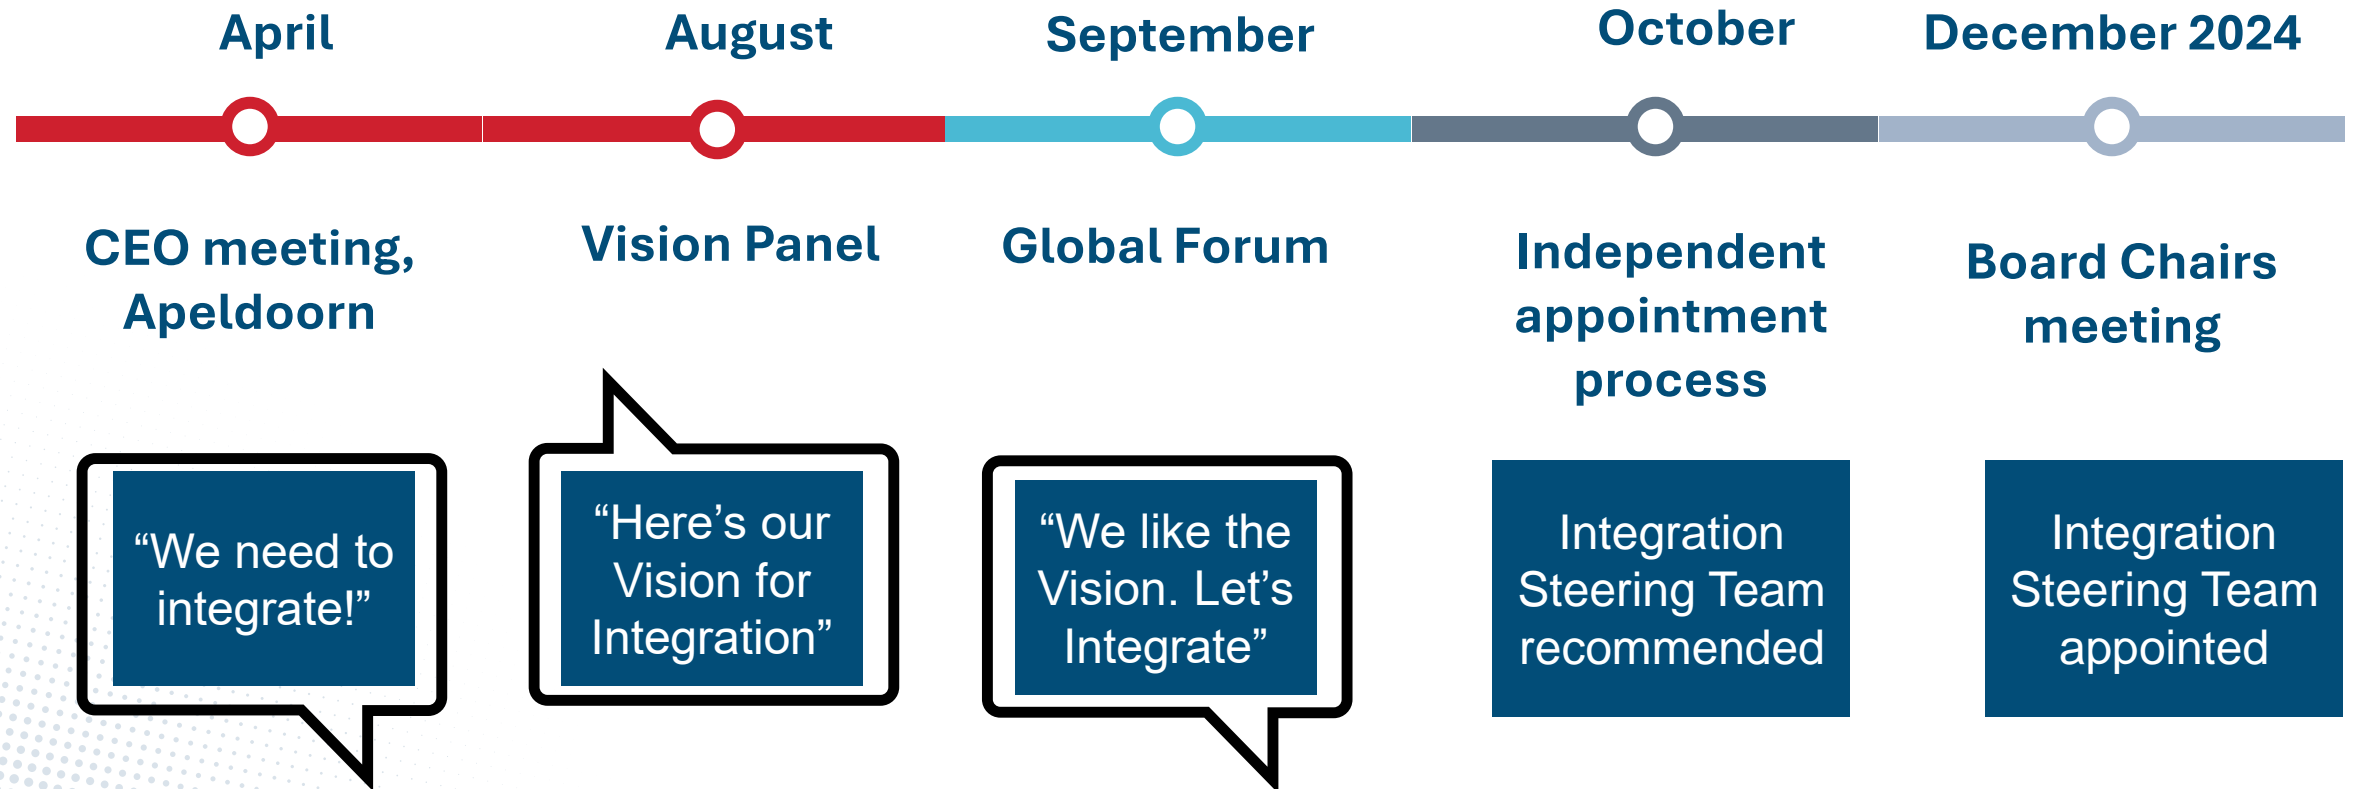 April
August
September
October
December 2024
CEO meeting,
Apeldoorn
Vision Panel
Global Forum
Independent
appointment
process
Board Chairs
meeting
“We need to
integrate!”
“Here’s our
Vision for
Integration”
“We like the
Vision. Let’s
Integrate”
Integration
Steering Team
recommended
Integration
Steering Team
appointed